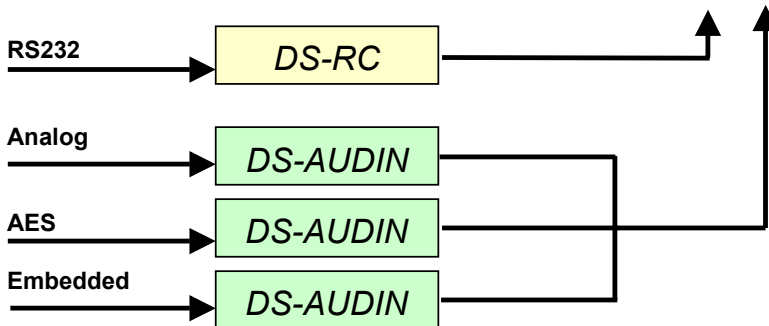 RS232
DS-RC
Analog
DS-AUDIN
AES
DS-AUDIN
Embedded
DS-AUDIN